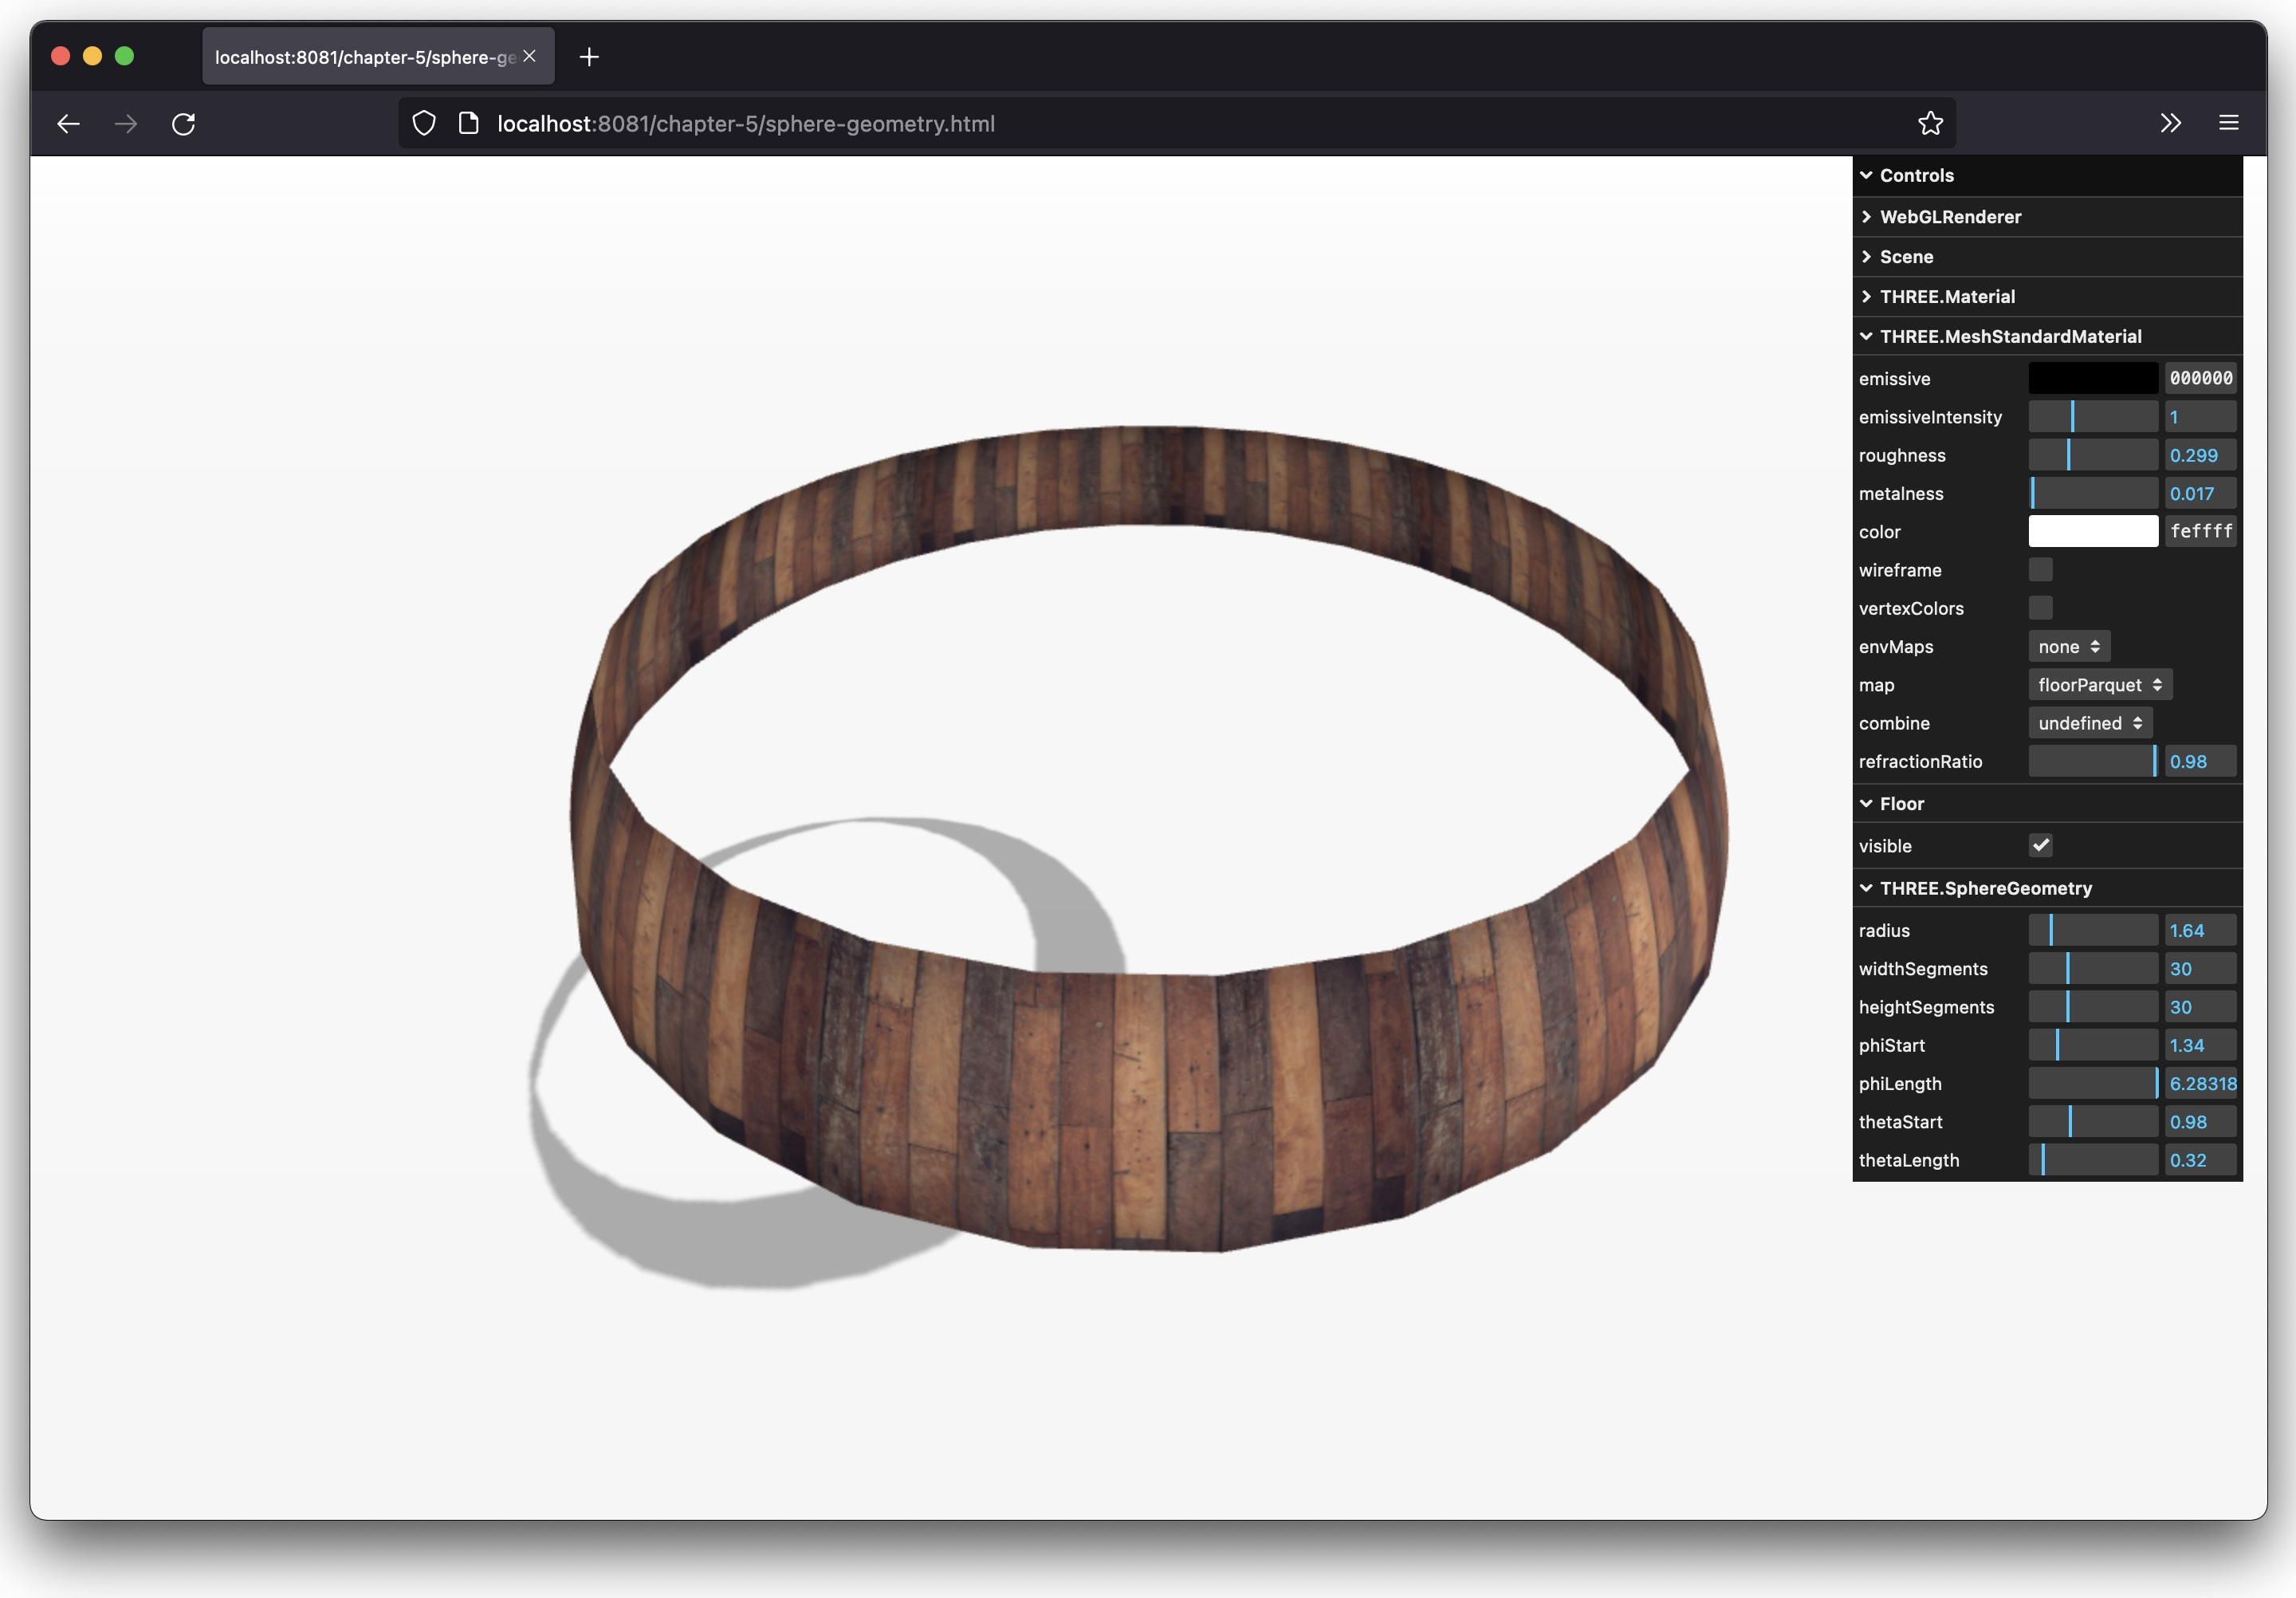 localhost:8081/chapter-5/sphere-ge
localhost:8081/chapter-5/sphere-geometry.html
Controls
WebGLRenderer
Scene
THREE.Material
THREE.MeshStandardMaterial
emissive 000000
emissiveIntensity 1
roughness 0.299
metalness 0.017
color feffff
wireframe
vertexColors
envMaps none
map floorParquet
combine undefined
refractionRatio 0.98
Floor
visible
THREE.SphereGeometry
radius 1.64
widthSegments 30
heightSegments 30
phiStart 1.34
phiLength 6.28318
thetaStart 0.98
thetaLength 0.32